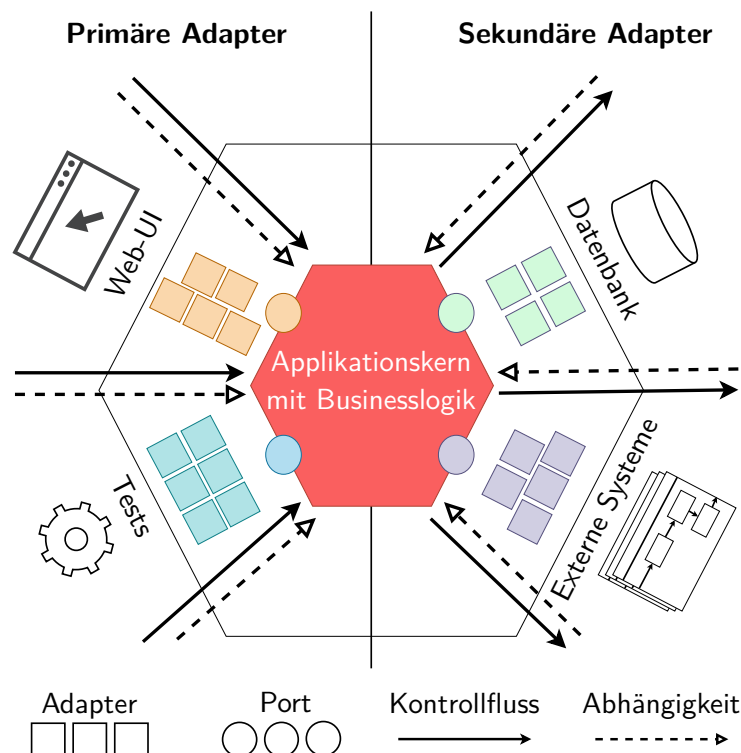 Primäre Adapter
Sekundäre Adapter
Web-UI
Datenbank
Applikationskern
mit Businesslogik
Tests
Externe Systeme
Adapter
Port
Kontrollfluss
Abhängigkeit